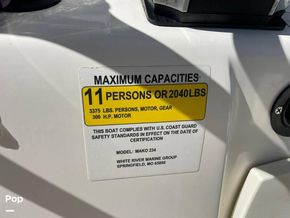 MAXIMUM CAPACITIES
11 PERSONS OR 2040 LBS
3375 LBS, PERSONS, MOTOR, GEAR
300 H.P. MOTOR
THIS BOAT COMPLIES WITH U.S. COAST GUARD
SAFETY STANDARDS IN EFFECT ON THE DATE OF
CERTIFICATION
MODEL: MAKO 234
WHITE RIVER MARINE GROUP
SPRINGFIELD, MO 65898
Pop